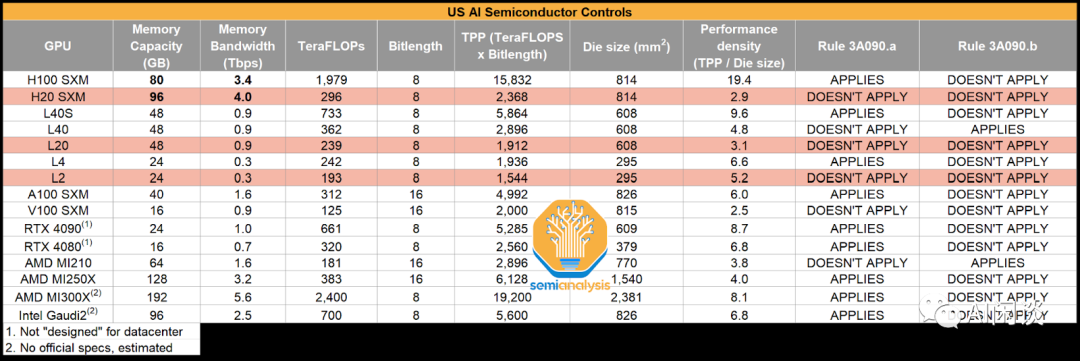 US AI Semiconductor Controls
GPU Memory Capacity (GB) Memory Bandwidth (Tbps) TeraFLOPs Bitlength TPP (TeraFLOPS x Bitlength) Die size (mm²) Performance density (TPP / Die size) Rule 3A090.a Rule 3A090.b
H100 SXM 80 3.4 1,979 8 15,832 814 19.4 APPLIES DOESN'T APPLY
H20 SXM 96 4.0 296 8 2,368 814 2.9 DOESN'T APPLY DOESN'T APPLY
L40S 48 0.9 733 8 5,864 608 9.6 APPLIES DOESN'T APPLY
L40 48 0.9 362 8 2,896 608 4.8 DOESN'T APPLY APPLIES
L20 48 0.9 239 8 1,912 608 3.1 DOESN'T APPLY DOESN'T APPLY
L4 24 0.3 242 8 1,936 295 6.6 APPLIES DOESN'T APPLY
L2 24 0.3 193 8 1,544 295 5.2 DOESN'T APPLY DOESN'T APPLY
A100 SXM 40 1.6 312 16 4,992 826 6.0 APPLIES DOESN'T APPLY
V100 SXM 16 0.9 125 16 2,000 815 2.5 DOESN'T APPLY DOESN'T APPLY
RTX 4090(1) 24 1.0 661 8 5,285 609 8.7 APPLIES DOESN'T APPLY
RTX 4080(1) 16 0.7 320 8 2,560 379 6.8 APPLIES DOESN'T APPLY
AMD MI210 64 1.6 181 16 2,896 770 3.8 DOESN'T APPLY APPLIES
AMD MI250X 128 3.2 383 16 6,128 1,540 4.0 APPLIES DOESN'T APPLY
AMD MI300X(2) 192 5.6 2,400 8 19,200 2,381 8.1 APPLIES DOESN'T APPLY
Intel Gaudi2(2) 96 2.5 700 8 5,600 826 6.8 APPLIES DOESN'T APPLY
semianalysis
AI闲谈
1. Not "designed" for datacenter
2. No official specs, estimated